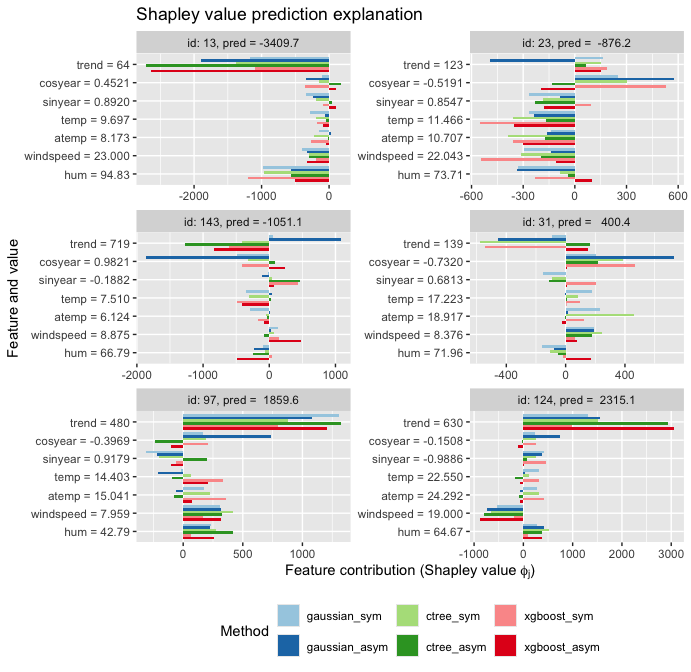 Shapley value prediction explanation
id: 13, pred = -3409.7
trend = 64
cosyear = 0.4521
sinyear = 0.8920
temp = 9.697
atemp = 8.173
windspeed = 23.000
hum = 94.83
-2000 -1000 0
id: 23, pred = -876.2
trend = 123
cosyear = -0.5191
sinyear = 0.8547
temp = 11.466
atemp = 10.707
windspeed = 22.043
hum = 73.71
-600 -300 0 300 600
id: 143, pred = -1051.1
trend = 719
cosyear = 0.9821
sinyear = -0.1882
temp = 7.510
atemp = 6.124
windspeed = 8.875
hum = 66.79
-2000 -1000 0 1000
id: 31, pred = 400.4
trend = 139
cosyear = -0.7320
sinyear = 0.6813
temp = 17.223
atemp = 18.917
windspeed = 8.376
hum = 71.96
-400 0 400
id: 97, pred = 1859.6
trend = 480
cosyear = -0.3969
sinyear = 0.9179
temp = 14.403
atemp = 15.041
windspeed = 7.959
hum = 42.79
0 500 1000
id: 124, pred = 2315.1
trend = 630
cosyear = -0.1508
sinyear = -0.9886
temp = 22.550
atemp = 24.292
windspeed = 19.000
hum = 64.67
-1000 0 1000 2000 3000
Feature and value
Feature contribution (Shapley value ϕj)
Method
gaussian_sym ctree_sym xgboost_sym
gaussian_asym ctree_asym xgboost_asym